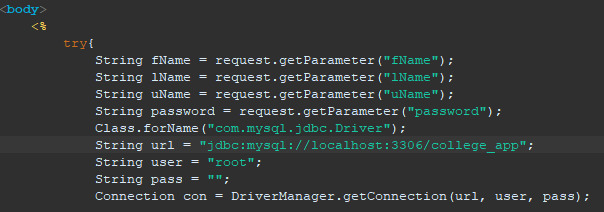 <body>
<%
try{
String fName = request.getParameter("fName");
String lName = request.getParameter("lName");
String uName = request.getParameter("uName");
String password = request.getParameter("password");
Class.forName("com.mysql.jdbc.Driver");
String url = "jdbc:mysql://localhost:3306/college_app";
String user = "root";
String pass = "";
Connection con = DriverManager.getConnection(url, user, pass);